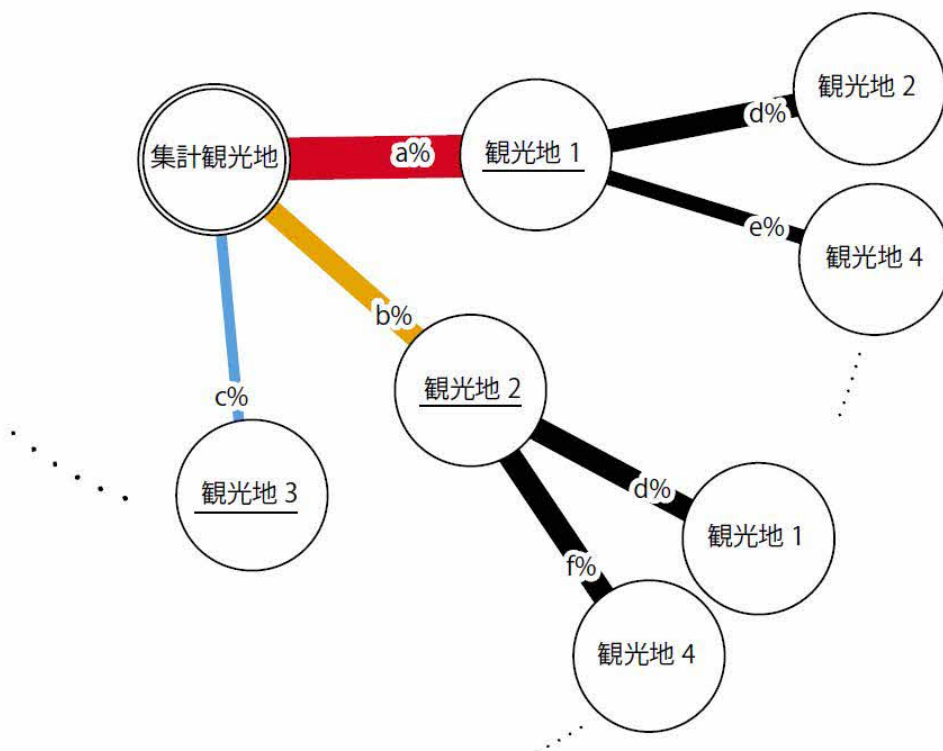 観光地 2
集計観光地
a%
観光地 1
d%
e%
観光地 4
b%
c%
観光地 2
観光地 3
d%
観光地 1
f%
観光地 4